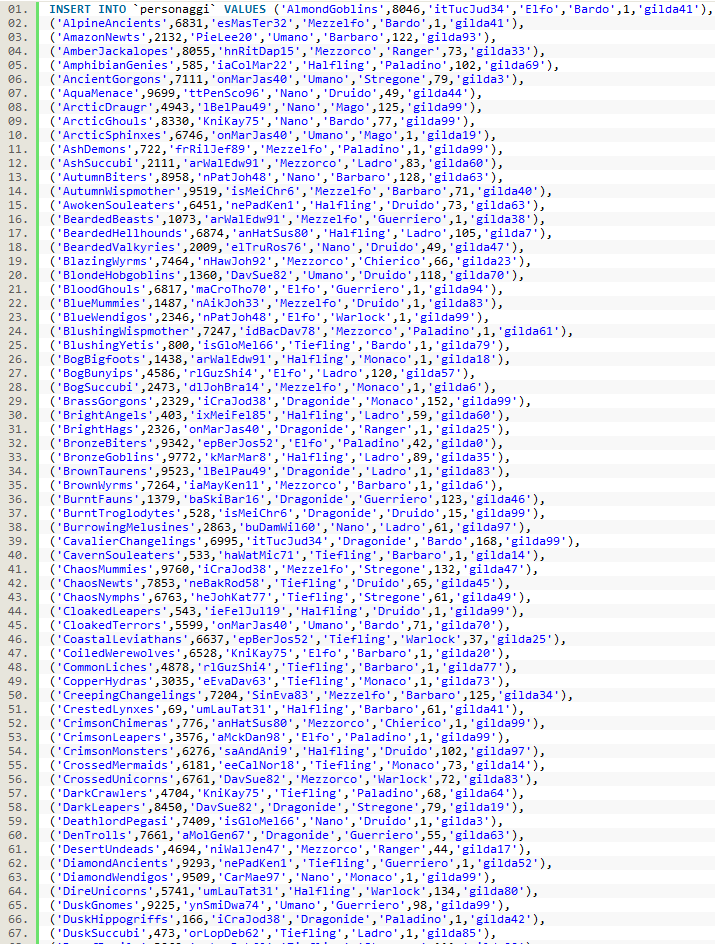 01. INSERT INTO `personaggi` VALUES ('AlmondGoblins',8046,'itTucJud34','Elfo','Bardo',1,'gilda41'),
02. ('AlpineAncients',6831,'esMasTer32','Mezzelfo','Bardo',1,'gilda41'),
03. ('AmazonNewts',2132,'PieLee20','Umano','Barbaro',122,'gilda93'),
04. ('AmberJackalopes',8055,'hnRitDap15','Mezzorco','Ranger',73,'gilda33'),
05. ('AmphibianGenies',585,'iaColMar22','Halfling','Paladino',102,'gilda69'),
06. ('AncientGorgons',7111,'onMarJas40','Umano','Stregone',79,'gilda3'),
07. ('AquaMenace',9699,'ttPenSco96','Nano','Druido',49,'gilda44'),
08. ('ArcticDraugr',4943,'lBelPau49','Nano','Mago',125,'gilda99'),
09. ('ArcticGhouls',8330,'KniKay75','Nano','Bardo',77,'gilda99'),
10. ('ArcticSphinxes',6746,'onMarJas40','Umano','Mago',1,'gilda19'),
11. ('AshDemons',722,'frRilJef89','Mezzelfo','Paladino',1,'gilda99'),
12. ('AshSuccubi',2111,'arWalEdw91','Mezzorco','Ladro',83,'gilda60'),
13. ('AutumnBiters',8958,'nPatJoh48','Nano','Barbaro',128,'gilda63'),
14. ('AutumnWispmother',9519,'isMeiChr6','Mezzelfo','Barbaro',71,'gilda40'),
15. ('AwokenSouleaters',6451,'nePadKen1','Halfling','Druido',73,'gilda63'),
16. ('BeardedBeasts',1073,'arWalEdw91','Mezzelfo','Guerriero',1,'gilda38'),
17. ('BeardedHellhounds',6874,'anHatSus80','Halfling','Ladro',105,'gilda7'),
18. ('BeardedValkyries',2009,'elTruRos76','Nano','Druido',49,'gilda47'),
19. ('BlazingWyrms',7464,'nHawJoh92','Mezzorco','Chierico',66,'gilda23'),
20. ('BlondeHobgoblins',1360,'DavSue82','Umano','Druido',118,'gilda70'),
21. ('BloodGhouls',6817,'maCroTho70','Elfo','Guerriero',1,'gilda94'),
22. ('BlueMummies',1487,'nAikJoh33','Mezzelfo','Druido',1,'gilda83'),
23. ('BlueWendigos',2346,'nPatJoh48','Elfo','Warlock',1,'gilda99'),
24. ('BlushingWispmother',7247,'idBacDav78','Mezzorco','Paladino',1,'gilda61'),
25. ('BlushingYetis',800,'isGloMel66','Tiefling','Bardo',1,'gilda79'),
26. ('BogBigfoots',1438,'arWalEdw91','Halfling','Monaco',1,'gilda18'),
27. ('BogBunyips',4586,'rlGuzShi4','Elfo','Ladro',120,'gilda57'),
28. ('BogSuccubi',2473,'dlJohBra14','Mezzelfo','Monaco',1,'gilda6'),
29. ('BrassGorgons',2329,'iCraJod38','Dragonide','Monaco',152,'gilda99'),
30. ('BrightAngels',403,'ixMeiFel85','Halfling','Ladro',59,'gilda60'),
31. ('BrightHags',2326,'onMarJas40','Dragonide','Ranger',1,'gilda25'),
32. ('BronzeBiters',9342,'epBerJos52','Elfo','Paladino',42,'gilda0'),
33. ('BronzeGoblins',9772,'kMarMar8','Halfling','Ladro',89,'gilda35'),
34. ('BrownTaurens',9523,'lBelPau49','Dragonide','Ladro',1,'gilda83'),
35. ('BrownWyrms',7264,'iaMayKen11','Mezzorco','Barbaro',1,'gilda6'),
36. ('BurntFauns',1379,'baSkiBar16','Dragonide','Guerriero',123,'gilda46'),
37. ('BurntTroglodytes',528,'isMeiChr6','Dragonide','Druido',15,'gilda99'),
38. ('BurrowingMelusines',2863,'buDamWil60','Nano','Ladro',61,'gilda97'),
39. ('CavalierChangelings',6995,'itTucJud34','Dragonide','Bardo',168,'gilda99'),
40. ('CavernSouleaters',533,'haWatMic71','Tiefling','Barbaro',1,'gilda14'),
41. ('ChaosMummies',9760,'iCraJod38','Mezzelfo','Stregone',132,'gilda47'),
42. ('ChaosNewts',7853,'neBakRod58','Tiefling','Druido',65,'gilda45'),
43. ('ChaosNymphs',6763,'heJohKat77','Tiefling','Stregone',61,'gilda49'),
44. ('CloakedLeapers',543,'ieFelJul19','Halfling','Druido',1,'gilda99'),
45. ('CloakedTerrors',5599,'onMarJas40','Umano','Bardo',71,'gilda70'),
46. ('CoastalLeviathans',6637,'epBerJos52','Tiefling','Warlock',37,'gilda25'),
47. ('CoiledWerewolves',6528,'KniKay75','Elfo','Barbaro',1,'gilda20'),
48. ('CommonLiches',4878,'rlGuzShi4','Tiefling','Barbaro',1,'gilda77'),
49. ('CopperHydras',3035,'eEvaDav63','Tiefling','Monaco',1,'gilda73'),
50. ('CreepingChangelings',7204,'SinEva83','Mezzelfo','Barbaro',125,'gilda34'),
51. ('CrestedLynxes',69,'umLauTat31','Halfling','Barbaro',61,'gilda41'),
52. ('CrimsonChimeras',776,'anHatSus80','Mezzorco','Chierico',1,'gilda99'),
53. ('CrimsonLeapers',3576,'aMckDan98','Elfo','Paladino',1,'gilda99'),
54. ('CrimsonMonsters',6276,'saAndAni9','Halfling','Druido',102,'gilda97'),
55. ('CrossedMermaids',6181,'eeCalNor18','Tiefling','Monaco',73,'gilda14'),
56. ('CrossedUnicorns',6761,'DavSue82','Mezzorco','Warlock',72,'gilda83'),
57. ('DarkCrawlers',4704,'KniKay75','Tiefling','Paladino',68,'gilda64'),
58. ('DarkLeapers',8450,'DavSue82','Dragonide','Stregone',79,'gilda19'),
59. ('DeathlordPegasi',7409,'isGloMel66','Nano','Druido',1,'gilda3'),
60. ('DenTrolls',7661,'aMolGen67','Dragonide','Guerriero',55,'gilda63'),
61. ('DesertUndeads',4694,'niWalJen47','Mezzorco','Ranger',44,'gilda17'),
62. ('DiamondAncients',9293,'nePadKen1','Tiefling','Guerriero',1,'gilda52'),
63. ('DiamondWendigos',9509,'CarMae97','Nano','Monaco',1,'gilda99'),
64. ('DireUnicorns',5741,'umLauTat31','Halfling','Warlock',134,'gilda80'),
65. ('DuskGnomes',9225,'ynSmiDwa74','Umano','Guerriero',98,'gilda99'),
66. ('DuskHippogriffs',166,'iCraJod38','Dragonide','Paladino',1,'gilda42'),
67. ('DuskSuccubi',473,'orLopDeb62','Tiefling','Ladro',1,'gilda85'),